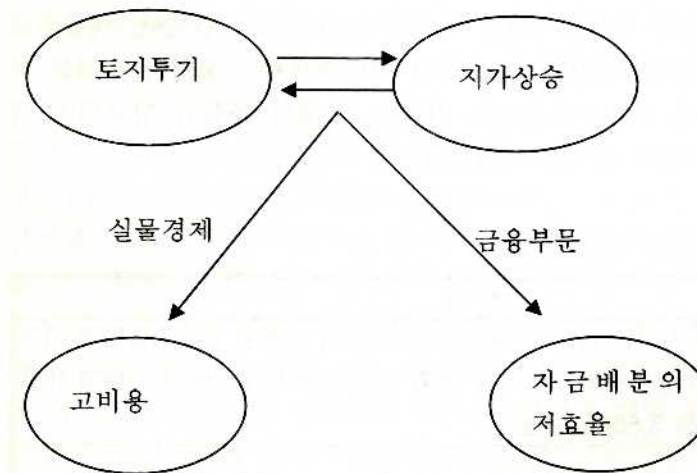 토지투기
지가상승
실물경제
금융부문
고비용
자금배분의
저효율